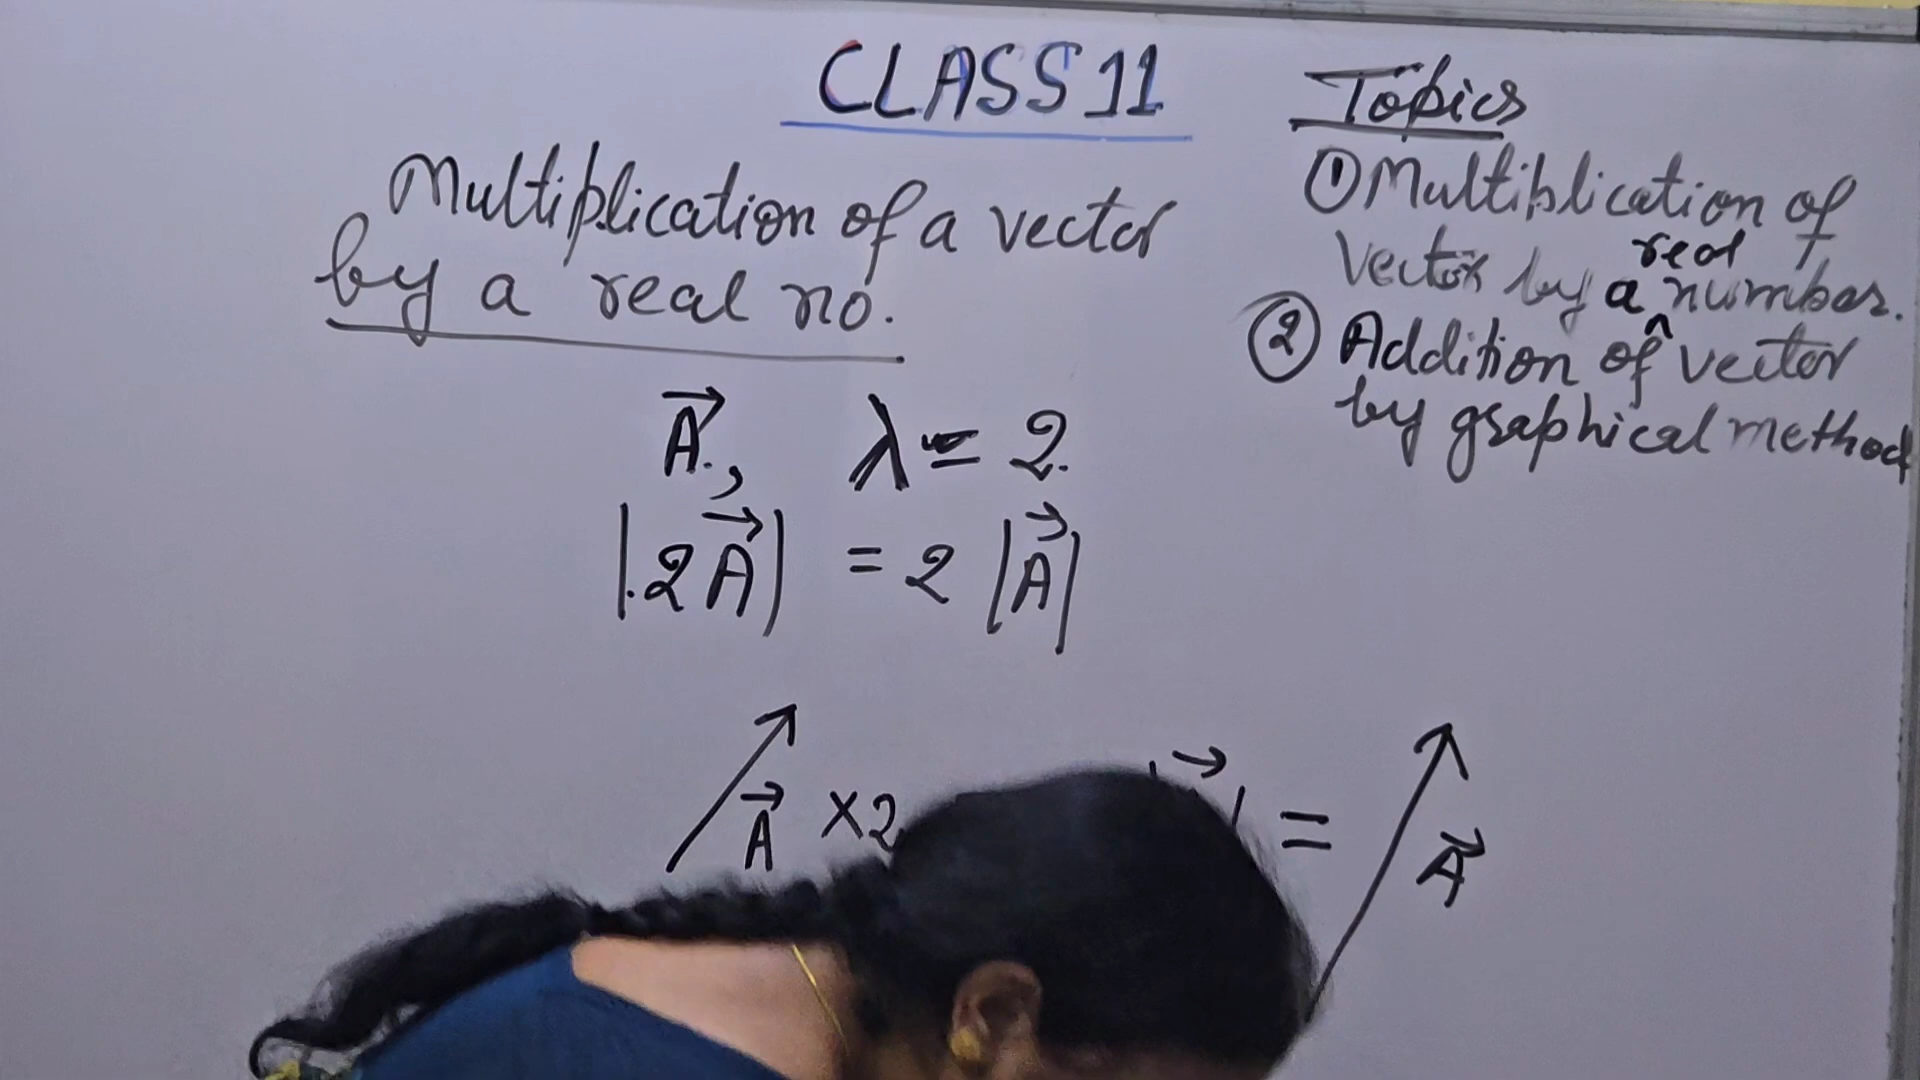 CLASS 11
Multiplication of a vector
by a real no.
A⃗., λ = 2.
|.2A⃗| = 2 |A⃗|
A⃗ ×2
=
A⃗
Topics
① Multiplication of
vector by a real number.
② Addition of vector
by graphical method